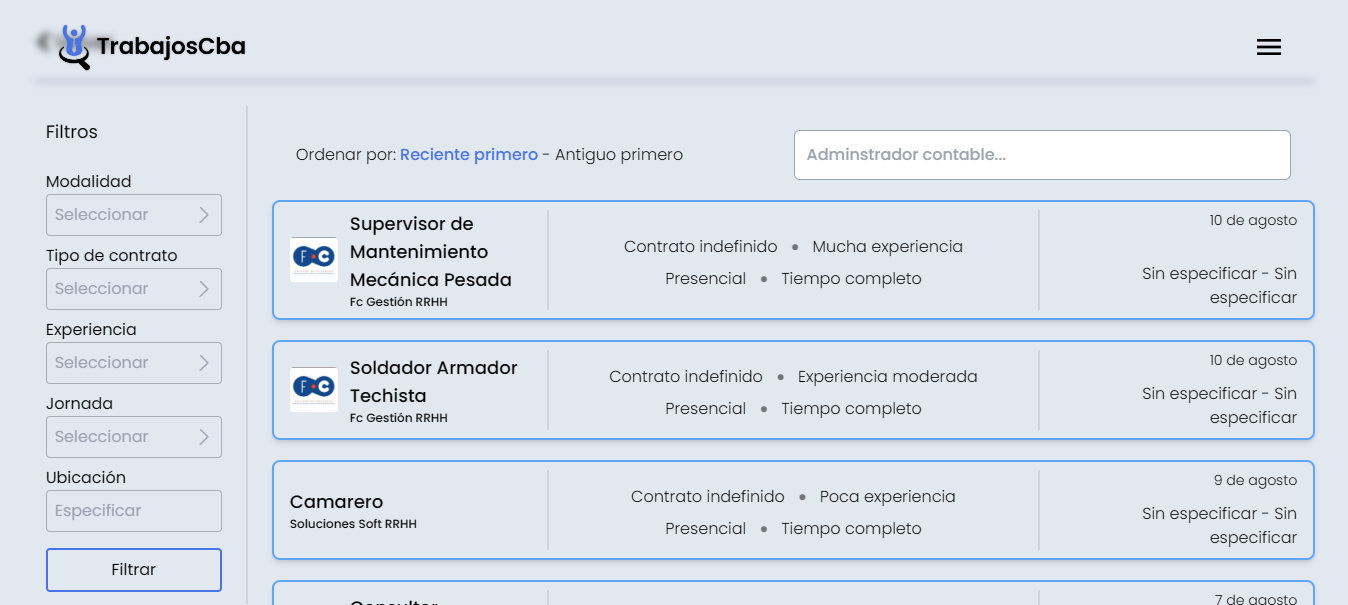 TrabajosCba
Filtros
Modalidad
Seleccionar
Tipo de contrato
Seleccionar
Experiencia
Seleccionar
Jornada
Seleccionar
Ubicación
Especificar
Filtrar
Ordenar por: Reciente primero - Antiguo primero
Adminstrador contable...
Supervisor de
Mantenimiento
Mecánica Pesada
Fc Gestión RRHH
Contrato indefinido • Mucha experiencia
Presencial • Tiempo completo
10 de agosto
Sin especificar - Sin
especificar
Soldador Armador
Techista
Fc Gestión RRHH
Contrato indefinido • Experiencia moderada
Presencial • Tiempo completo
10 de agosto
Sin especificar - Sin
especificar
Camarero
Soluciones Soft RRHH
Contrato indefinido • Poca experiencia
Presencial • Tiempo completo
9 de agosto
Sin especificar - Sin
especificar
Consultor
7 de agosto